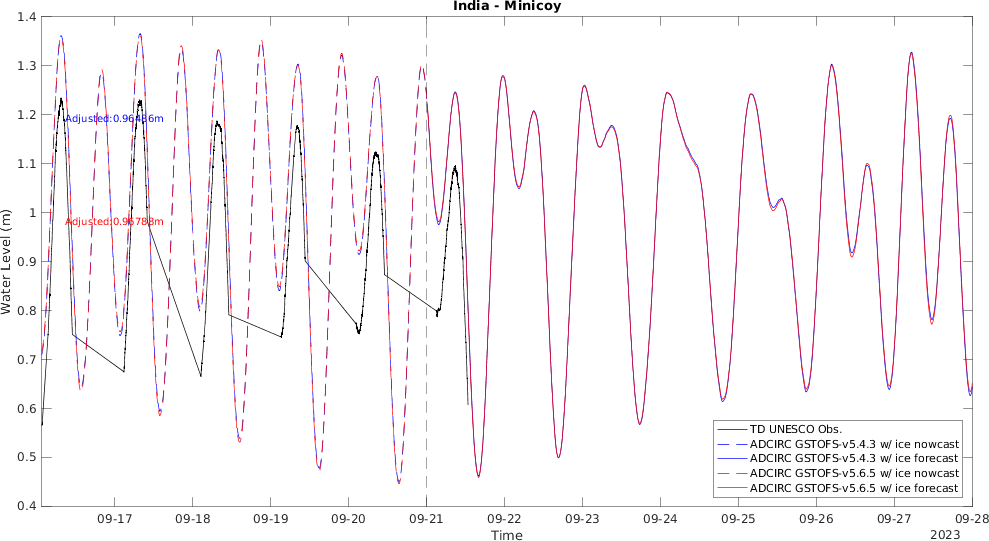 India - Minicoy
1.4
1.3
1.2
1.1
1
0.9
0.8
0.7
0.6
0.5
0.4
Water Level (m)
Adjusted:0.96436m
Adjusted:0.96788m
TD UNESCO Obs.
ADCIRC GSTOFS-v5.4.3 w/ ice nowcast
ADCIRC GSTOFS-v5.4.3 w/ ice forecast
ADCIRC GSTOFS-v5.6.5 w/ ice nowcast
ADCIRC GSTOFS-v5.6.5 w/ ice forecast
09-17 09-18 09-19 09-20 09-21 09-22 09-23 09-24 09-25 09-26 09-27 09-28
Time
2023